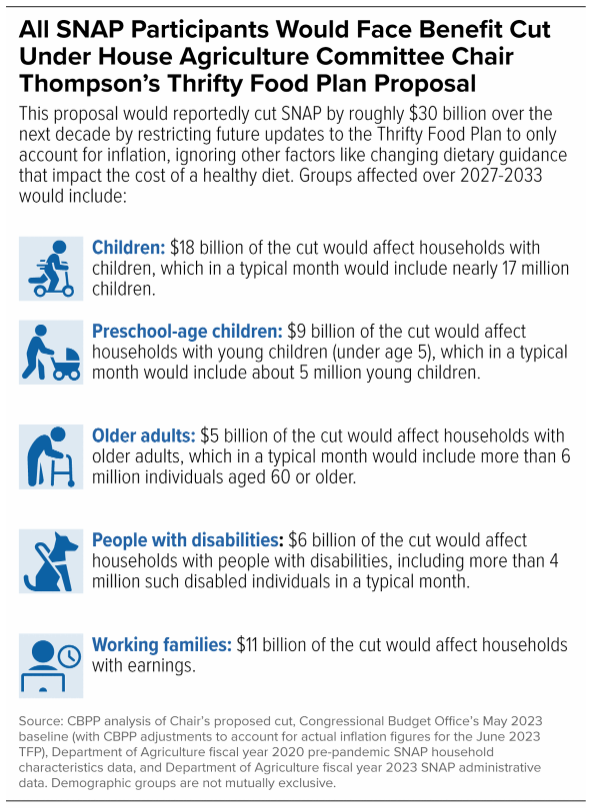 All SNAP Participants Would Face Benefit Cut
Under House Agriculture Committee Chair
Thompson’s Thrifty Food Plan Proposal
This proposal would reportedly cut SNAP by roughly $30 billion over the
next decade by restricting future updates to the Thrifty Food Plan to only
account for inflation, ignoring other factors like changing dietary guidance
that impact the cost of a healthy diet. Groups affected over 2027-2033
would include:
Children: $18 billion of the cut would affect households with
children, which in a typical month would include nearly 17 million
children.
Preschool-age children: $9 billion of the cut would affect
households with young children (under age 5), which in a typical
month would include about 5 million young children.
Older adults: $5 billion of the cut would affect households with
older adults, which in a typical month would include more than 6
million individuals aged 60 or older.
People with disabilities: $6 billion of the cut would affect
households with people with disabilities, including more than 4
million such disabled individuals in a typical month.
Working families: $11 billion of the cut would affect households
with earnings.
Source: CBPP analysis of Chair’s proposed cut, Congressional Budget Office’s May 2023
baseline (with CBPP adjustments to account for actual inflation figures for the June 2023
TFP), Department of Agriculture fiscal year 2020 pre-pandemic SNAP household
characteristics data, and Department of Agriculture fiscal year 2023 SNAP administrative
data. Demographic groups are not mutually exclusive.